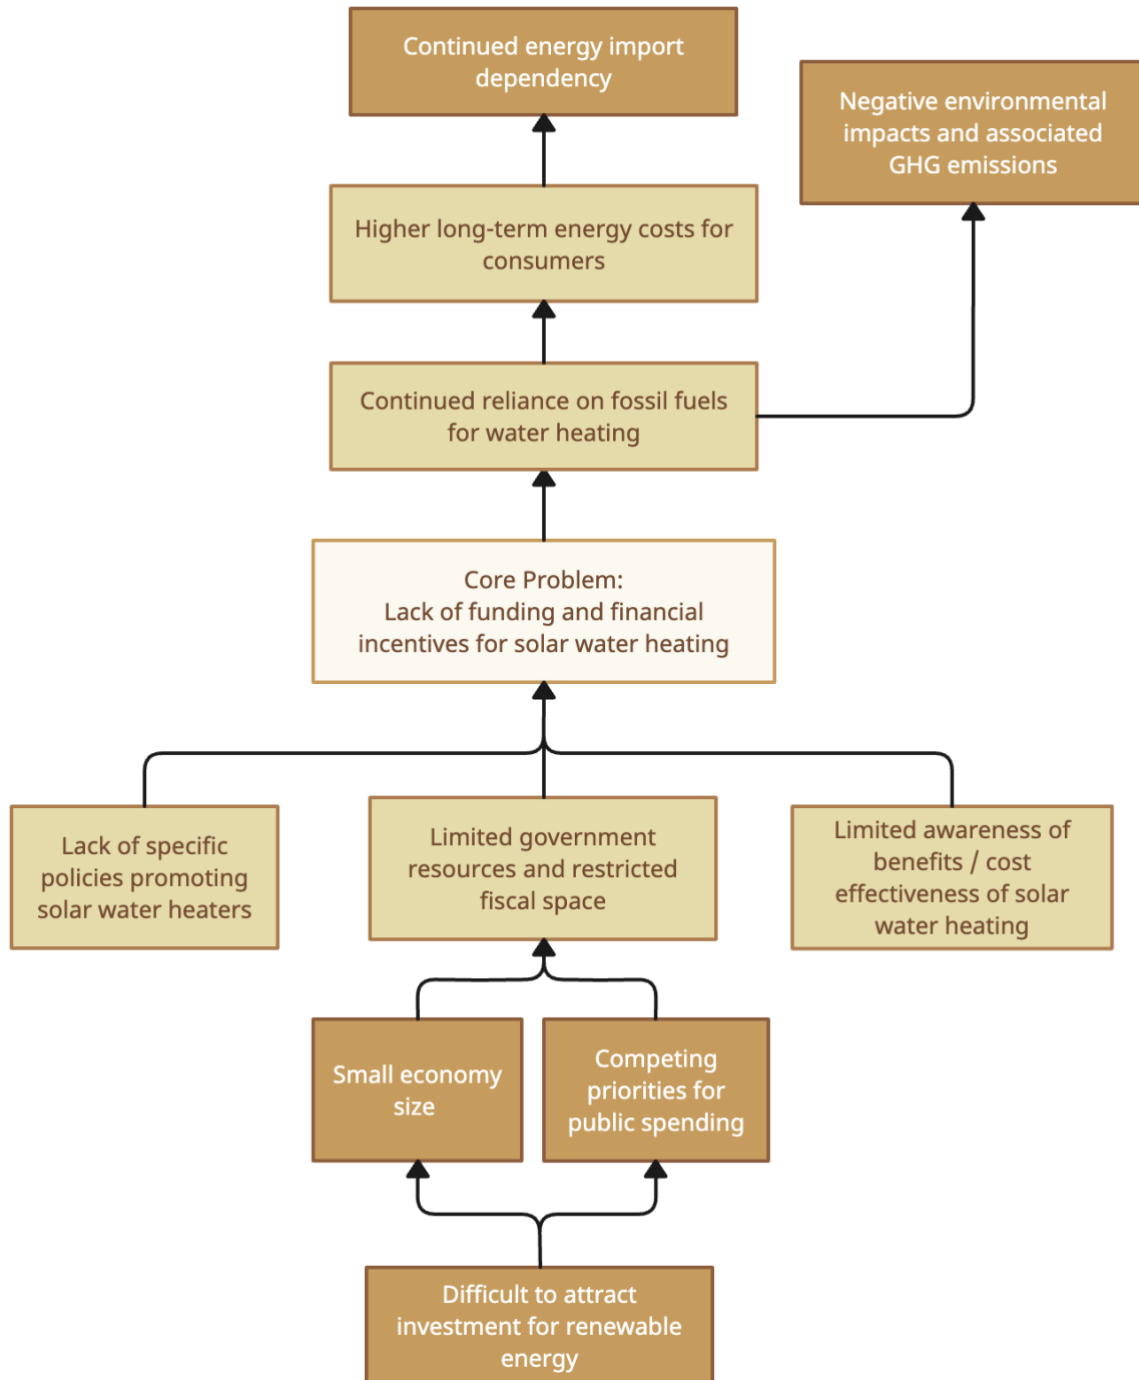 Continued energy import
dependency
Negative environmental
impacts and associated
GHG emissions
Higher long-term energy costs for
consumers
Continued reliance on fossil fuels
for water heating
Core Problem:
Lack of funding and financial
incentives for solar water heating
Lack of specific
policies promoting
solar water heaters
Limited government
resources and restricted
fiscal space
Limited awareness of
benefits / cost
effectiveness of solar
water heating
Small economy
size
Competing
priorities for
public spending
Difficult to attract
investment for renewable
energy